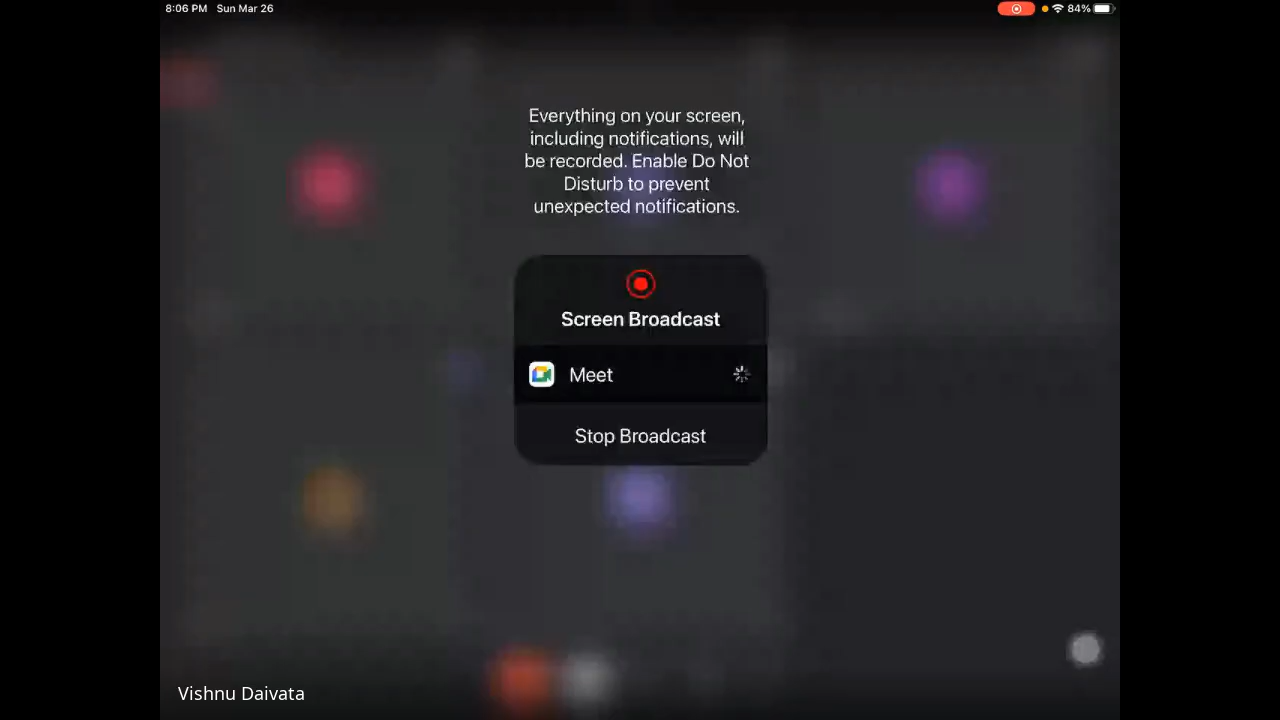 8:06 PM Sun Mar 26 84%
Everything on your screen,
including notifications, will
be recorded. Enable Do Not
Disturb to prevent
unexpected notifications.
Screen Broadcast
Meet
Stop Broadcast
Vishnu Daivata